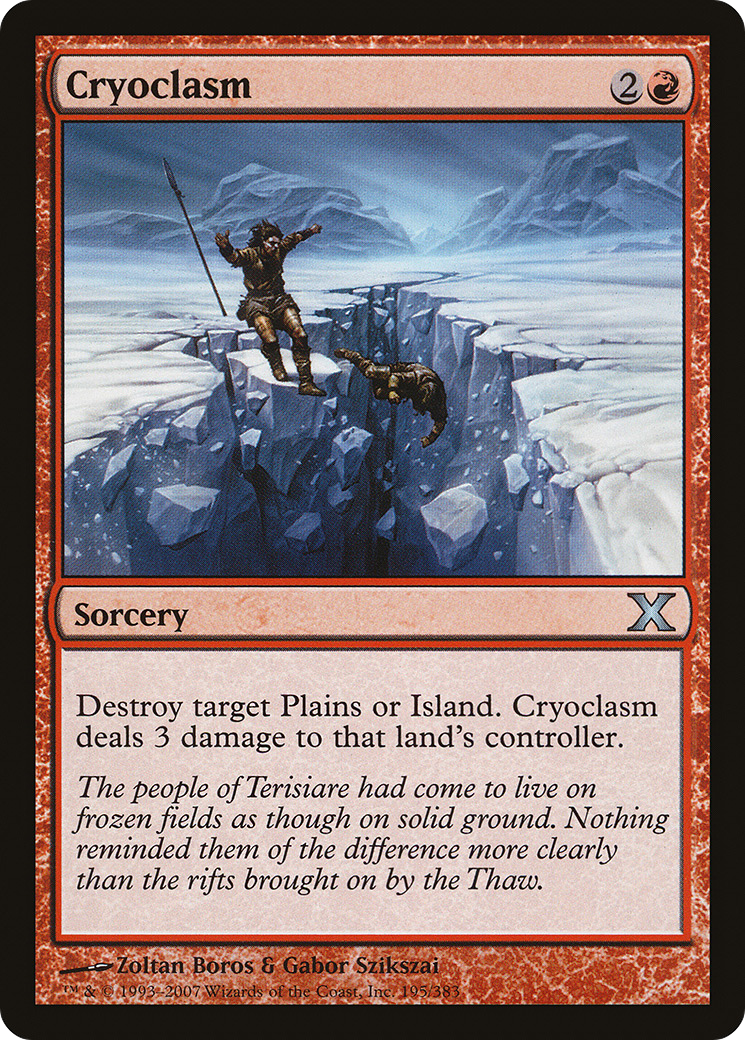 Cryoclasm 2
Sorcery X
Destroy target Plains or Island. Cryoclasm
deals 3 damage to that land's controller.
The people of Terisiare had come to live on
frozen fields as though on solid ground. Nothing
reminded them of the difference more clearly
than the rifts brought on by the Thaw.
Zoltan Boros & Gabor Szikszai
™ & © 1993–2007 Wizards of the Coast, Inc. 195/383